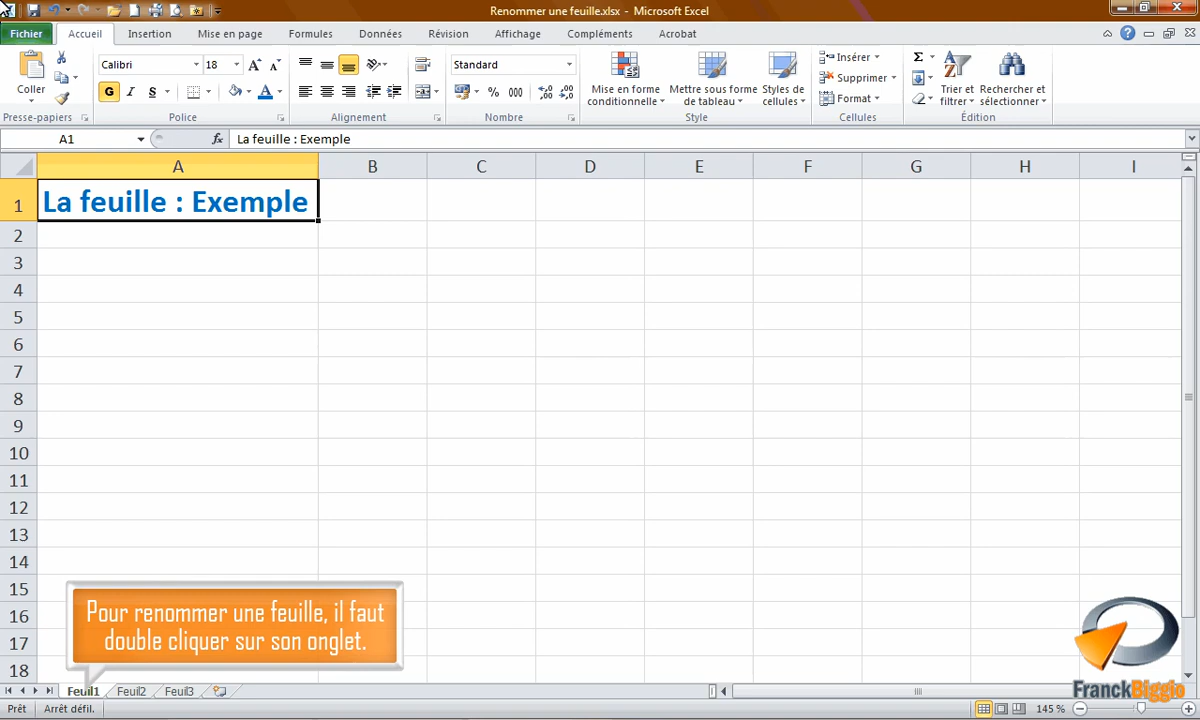 Renommer une feuille.xlsx - Microsoft Excel
Fichier Accueil Insertion Mise en page Formules Données Révision Affichage Compléments Acrobat
Coller
Calibri 18
G I S
Standard
% 000
Mise en forme conditionnelle
Mettre sous forme de tableau
Styles de cellules
Insérer
Supprimer
Format
Σ
Trier et filtrer
Rechercher et sélectionner
Presse-papiers Police Alignement Nombre Style Cellules Édition
A1 fx La feuille : Exemple
A B C D E F G H I
1 La feuille : Exemple
2
3
4
5
6
7
8
9
10
11
12
13
14
15
16
17
18
Pour renommer une feuille, il faut
double cliquer sur son onglet.
FranckBiggio
Feuil1 Feuil2 Feuil3
Prêt Arrêt défil. 145 %